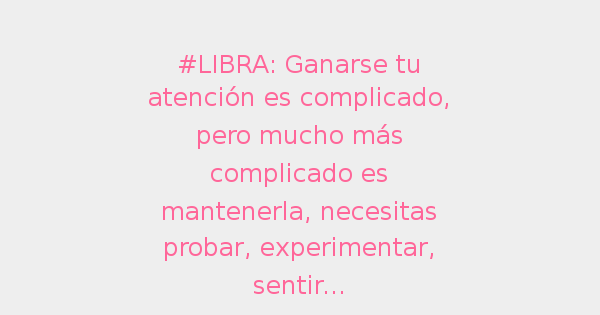 #LIBRA: Ganarse tu
atención es complicado,
pero mucho más
complicado es
mantenerla, necesitas
probar, experimentar,
sentir...